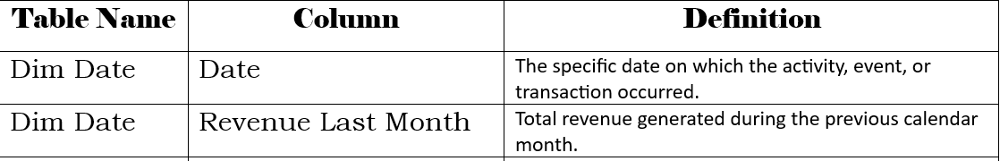 Table Name Column Definition
Dim Date Date The specific date on which the activity, event, or
transaction occurred.
Dim Date Revenue Last Month Total revenue generated during the previous calendar
month.